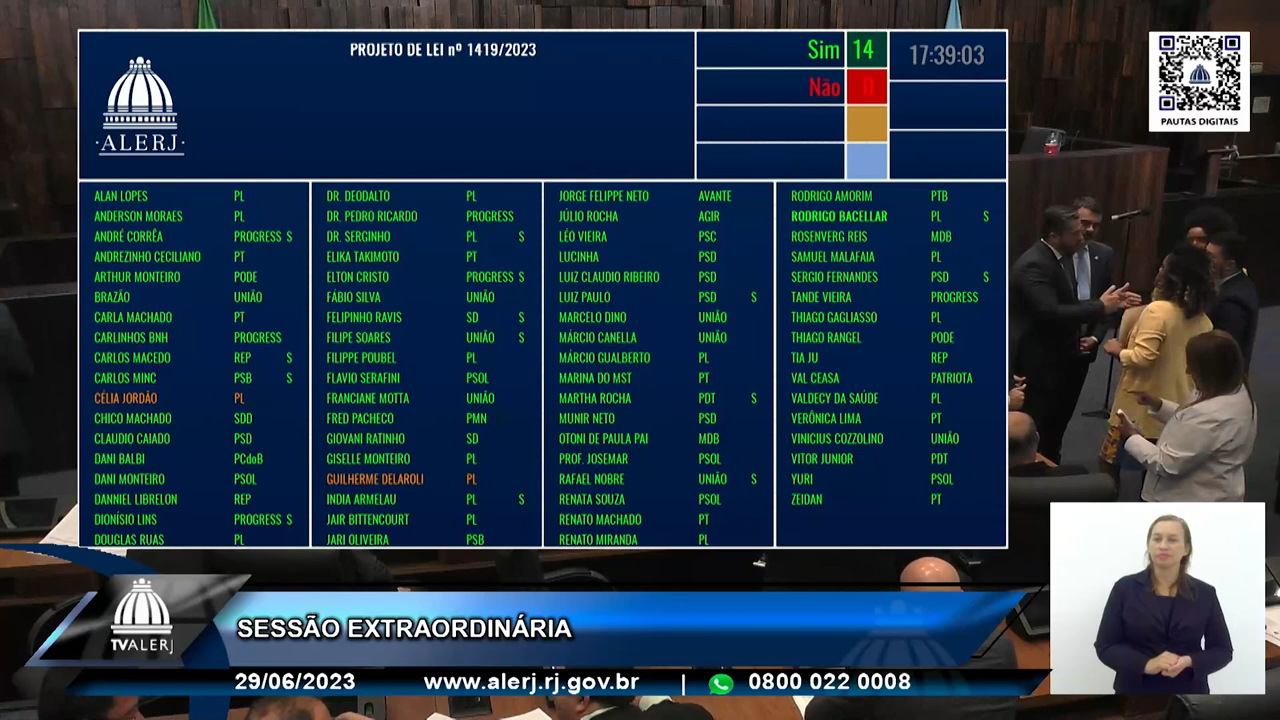 PROJETO DE LEI nº 1419/2023
·ALERJ·
Sim 14
Não 0
17:39:03
PAUTAS DIGITAIS
ALAN LOPES PL
ANDERSON MORAES PL
ANDRÉ CORRÊA PROGRESS S
ANDREZINHO CECILIANO PT
ARTHUR MONTEIRO PODE
BRAZÃO UNIÃO
CARLA MACHADO PT
CARLINHOS BNH PROGRESS
CARLOS MACEDO REP S
CARLOS MINC PSB S
CÉLIA JORDÃO PL
CHICO MACHADO SDD
CLAUDIO CAIADO PSD
DANI BALBI PCdoB
DANI MONTEIRO PSOL
DANNIEL LIBRELON REP
DIONÍSIO LINS PROGRESS S
DOUGLAS RUAS PL
DR. DEODALTO PL
DR. PEDRO RICARDO PROGRESS
DR. SERGINHO PL S
ELIKA TAKIMOTO PT
ELTON CRISTO PROGRESS S
FÁBIO SILVA UNIÃO
FELIPINHO RAVIS SD S
FILIPE SOARES UNIÃO S
FILIPPE POUBEL PL
FLAVIO SERAFINI PSOL
FRANCIANE MOTTA UNIÃO
FRED PACHECO PMN
GIOVANI RATINHO SD
GISELLE MONTEIRO PL
GUILHERME DELAROLI PL
INDIA ARMELAU PL S
JAIR BITTENCOURT PL
JARI OLIVEIRA PSB
JORGE FELIPPE NETO AVANTE
JÚLIO ROCHA AGIR
LÉO VIEIRA PSC
LUCINHA PSD
LUIZ CLAUDIO RIBEIRO PSD
LUIZ PAULO PSD S
MARCELO DINO UNIÃO
MÁRCIO CANELLA UNIÃO
MÁRCIO GUALBERTO PL
MARINA DO MST PT
MARTHA ROCHA PDT S
MUNIR NETO PSD
OTONI DE PAULA PAI MDB
PROF. JOSEMAR PSOL
RAFAEL NOBRE UNIÃO S
RENATA SOUZA PSOL
RENATO MACHADO PT
RENATO MIRANDA PL
RODRIGO AMORIM PTB
RODRIGO BACELLAR PL S
ROSENVERG REIS MDB
SAMUEL MALAFAIA PL
SERGIO FERNANDES PSD S
TANDE VIEIRA PROGRESS
THIAGO GAGLIASSO PL
THIAGO RANGEL PODE
TIA JU REP
VAL CEASA PATRIOTA
VALDECY DA SAÚDE PL
VERÔNICA LIMA PT
VINICIUS COZZOLINO UNIÃO
VITOR JUNIOR PDT
YURI PSOL
ZEIDAN PT
TVALERJ
SESSÃO EXTRAORDINÁRIA
29/06/2023 www.alerj.rj.gov.br | 0800 022 0008